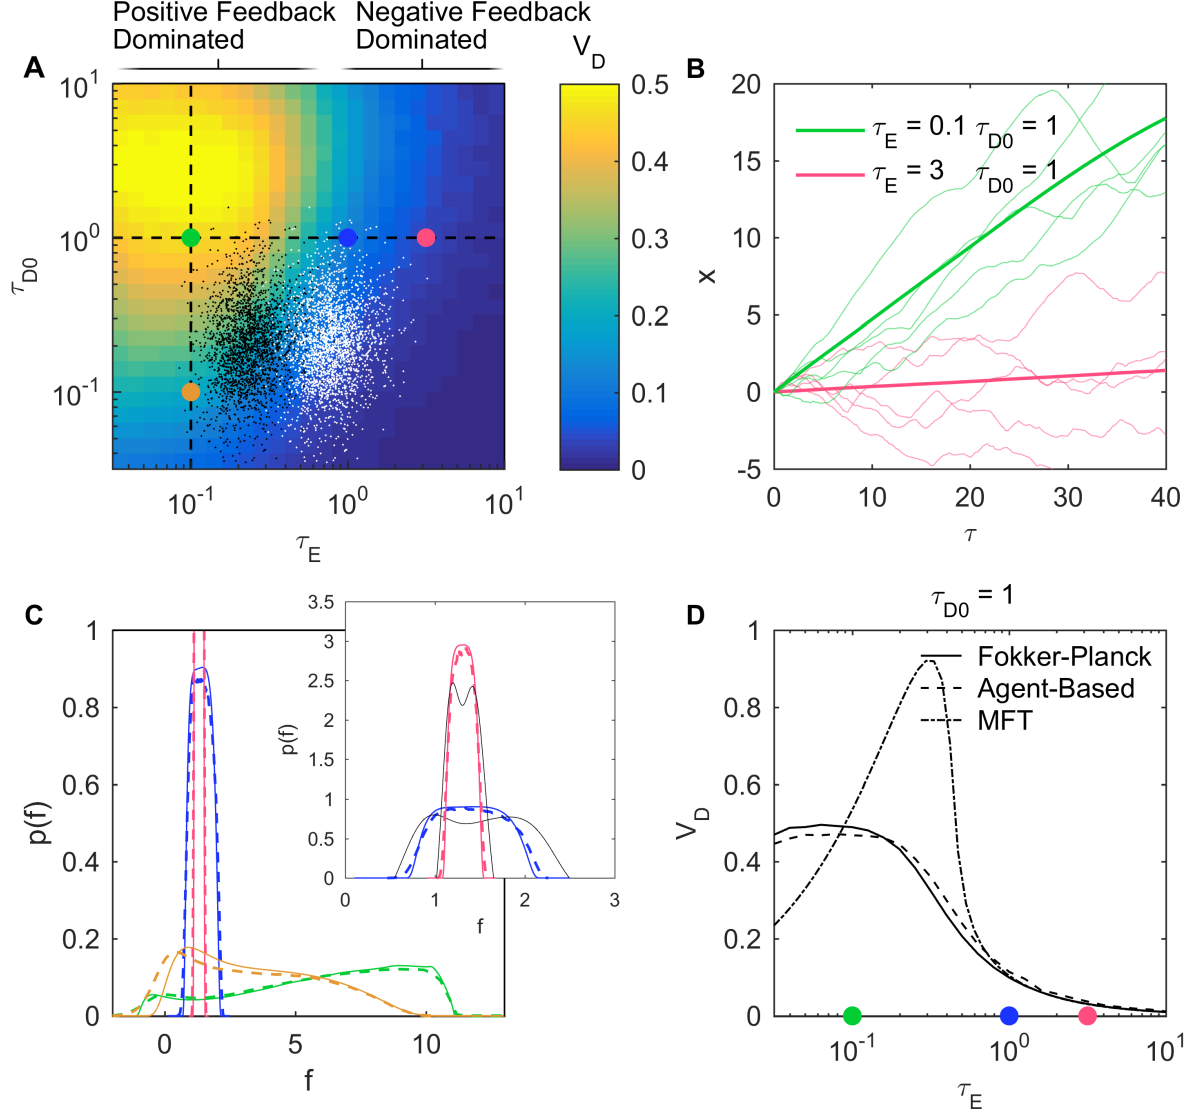 Positive Feedback
Dominated
Negative Feedback
Dominated
V_D
A
10^1
10^0
10^-1
τ_D0
10^-1
10^0
10^1
τ_E
0.5
0.4
0.3
0.2
0.1
0
B
τ_E = 0.1 τ_D0 = 1
τ_E = 3 τ_D0 = 1
20
15
10
5
0
-5
x
0
10
20
30
40
τ
C
1
0.8
0.6
0.4
0.2
0
p(f)
0
5
10
f
3.5
3
2.5
2
1.5
1
0.5
0
p(f)
0
1
2
3
f
D
τ_D0 = 1
Fokker-Planck
Agent-Based
MFT
1
0.8
0.6
0.4
0.2
0
V_D
10^-1
10^0
10^1
τ_E